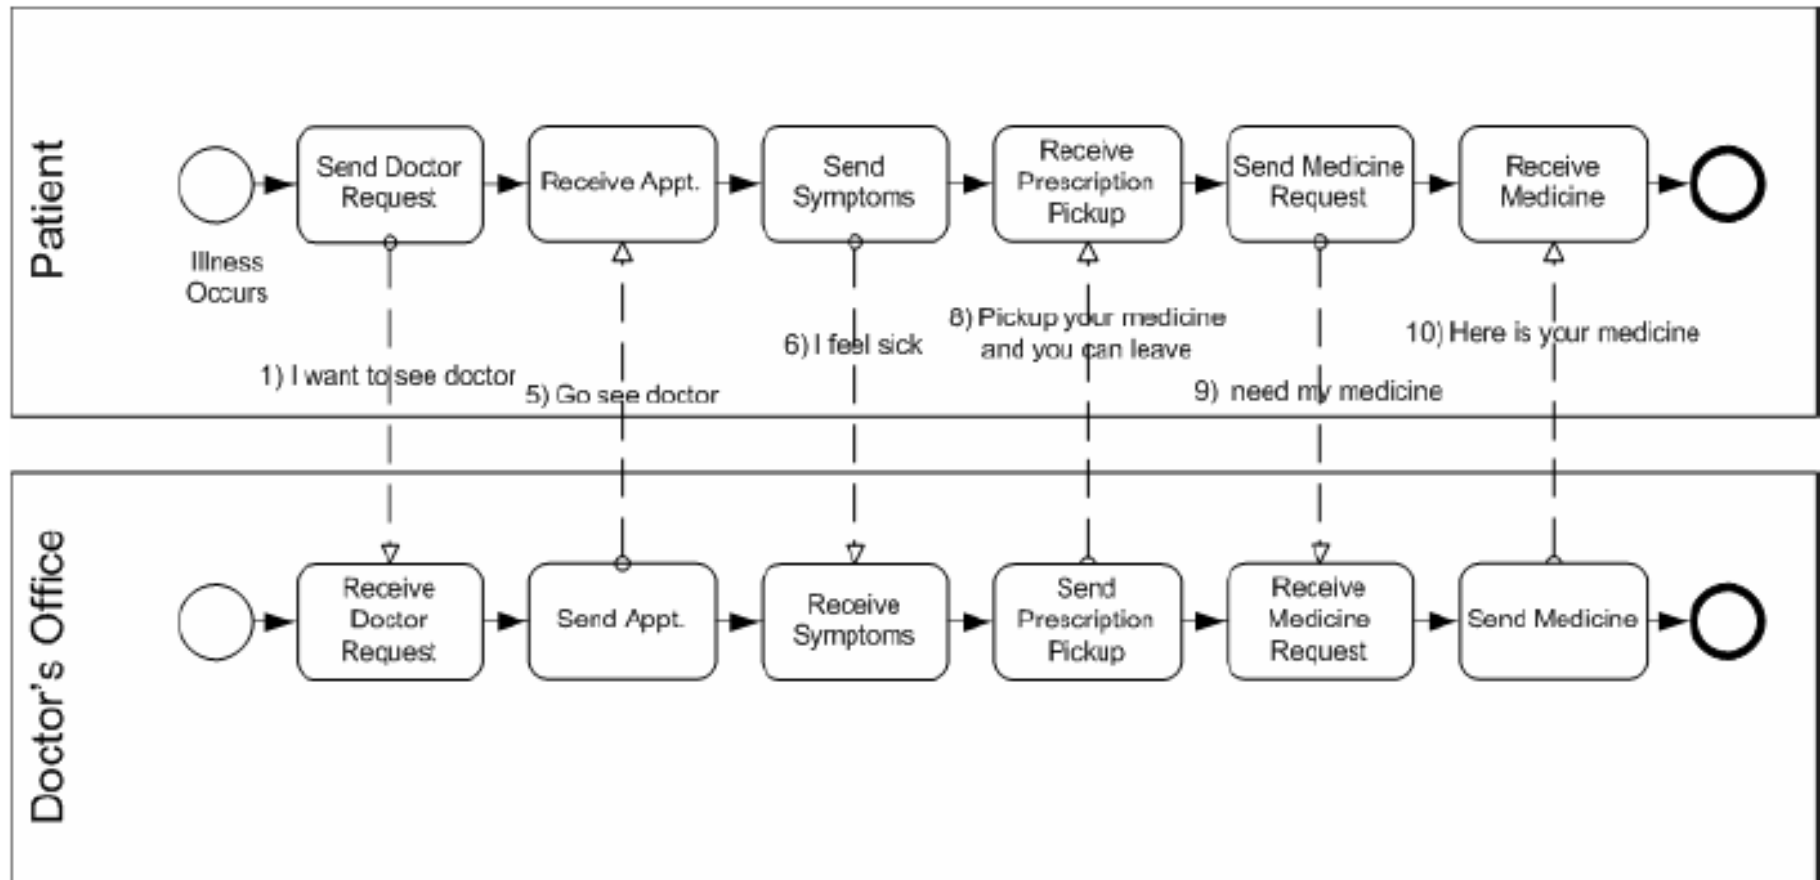 Patient
Send Doctor
Request
Receive Appt.
Send
Symptoms
Receive
Prescription
Pickup
Send Medicine
Request
Receive
Medicine
Illness
Occurs
1) I want to see doctor
5) Go see doctor
6) I feel sick
8) Pickup your medicine
and you can leave
9) need my medicine
10) Here is your medicine
Doctor's Office
Receive
Doctor
Request
Send Appt.
Receive
Symptoms
Send
Prescription
Pickup
Receive
Medicine
Request
Send Medicine